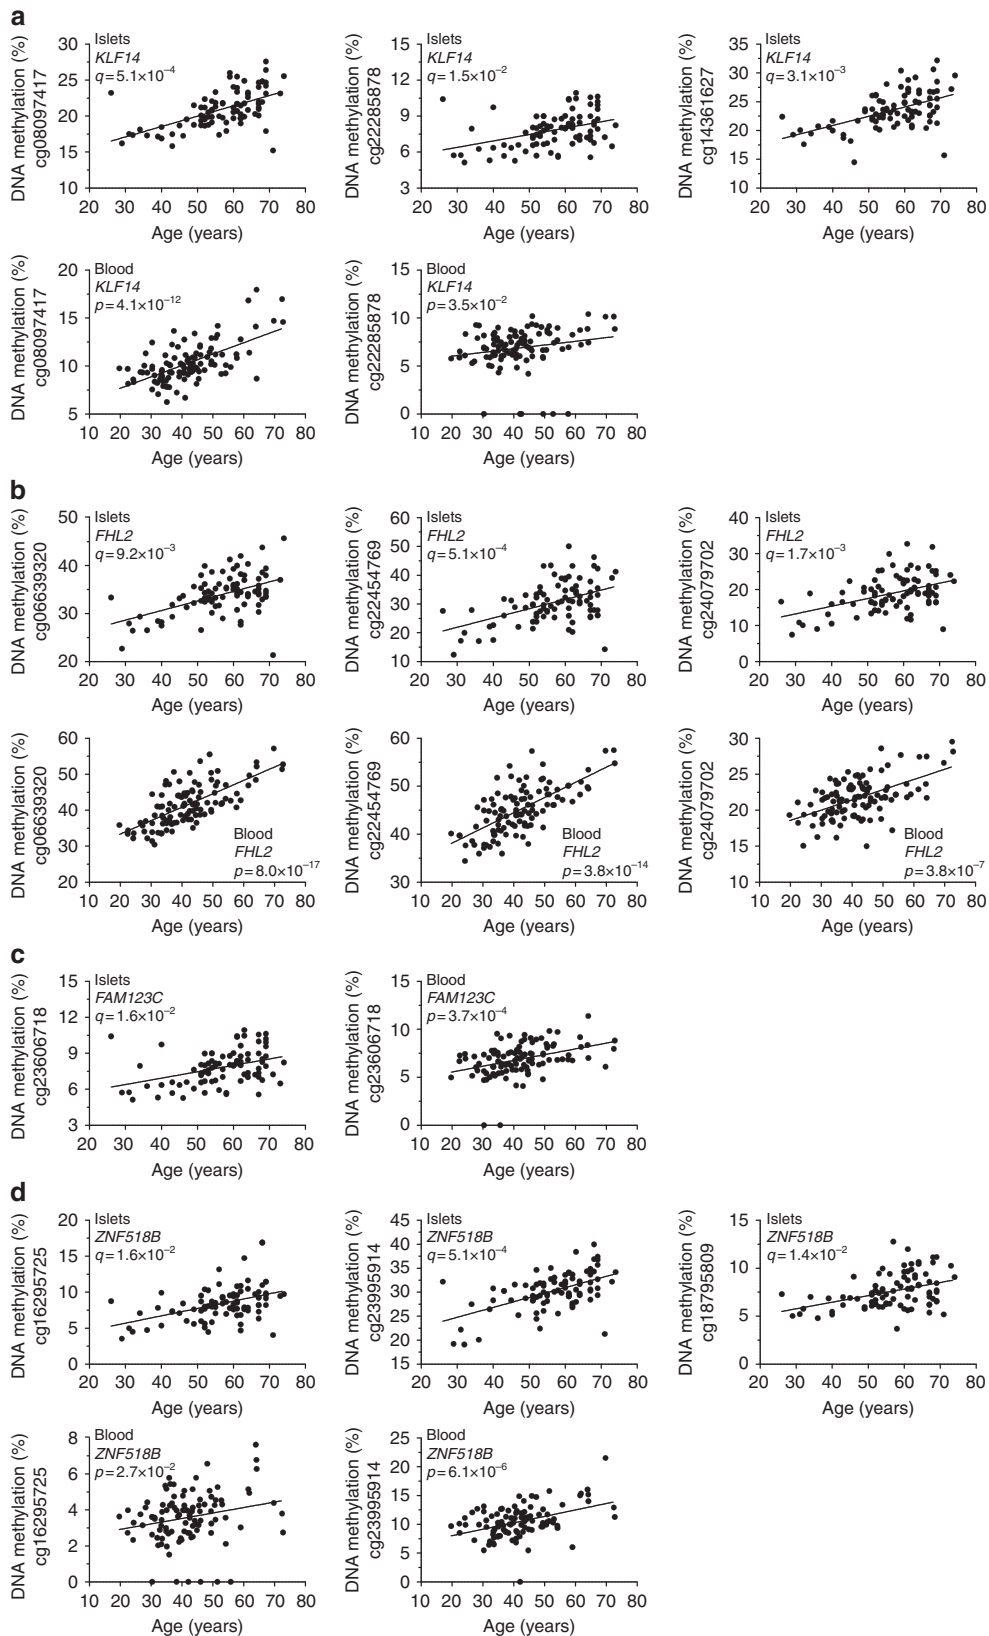 a
Islets
KLF14
q=5.1×10−4
DNA methylation (%)
cg08097417
30
25
20
15
10
20 30 40 50 60 70 80
Age (years)
Islets
KLF14
q=1.5×10−2
DNA methylation (%)
cg22285878
15
12
9
6
3
20 30 40 50 60 70 80
Age (years)
Islets
KLF14
q=3.1×10−3
DNA methylation (%)
cg14361627
35
30
25
20
15
10
20 30 40 50 60 70 80
Age (years)
Blood
KLF14
p=4.1×10−12
DNA methylation (%)
cg08097417
20
15
10
5
10 20 30 40 50 60 70 80
Age (years)
Blood
KLF14
p=3.5×10−2
DNA methylation (%)
cg22285878
15
10
5
0
10 20 30 40 50 60 70 80
Age (years)
b
Islets
FHL2
q=9.2×10−3
DNA methylation (%)
cg06639320
50
40
30
20
20 30 40 50 60 70 80
Age (years)
Islets
FHL2
q=5.1×10−4
DNA methylation (%)
cg22454769
60
50
40
30
20
10
20 30 40 50 60 70 80
Age (years)
Islets
FHL2
q=1.7×10−3
DNA methylation (%)
cg24079702
40
30
20
10
0
20 30 40 50 60 70 80
Age (years)
Blood
FHL2
p=8.0×10−17
DNA methylation (%)
cg06639320
60
50
40
30
20
10 20 30 40 50 60 70 80
Age (years)
Blood
FHL2
p=3.8×10−14
DNA methylation (%)
cg22454769
60
50
40
30
10 20 30 40 50 60 70 80
Age (years)
Blood
FHL2
p=3.8×10−7
DNA methylation (%)
cg24079702
30
25
20
15
10
10 20 30 40 50 60 70 80
Age (years)
c
Islets
FAM123C
q=1.6×10−2
DNA methylation (%)
cg23606718
15
12
9
6
3
20 30 40 50 60 70 80
Age (years)
Blood
FAM123C
p=3.7×10−4
DNA methylation (%)
cg23606718
15
10
5
0
10 20 30 40 50 60 70 80
Age (years)
d
Islets
ZNF518B
q=1.6×10−2
DNA methylation (%)
cg16295725
20
15
10
5
0
20 30 40 50 60 70 80
Age (years)
Islets
ZNF518B
q=5.1×10−4
DNA methylation (%)
cg23995914
45
40
35
30
25
20
15
20 30 40 50 60 70 80
Age (years)
Islets
ZNF518B
q=1.4×10−2
DNA methylation (%)
cg18795809
15
10
5
0
20 30 40 50 60 70 80
Age (years)
Blood
ZNF518B
p=2.7×10−2
DNA methylation (%)
cg16295725
8
6
4
2
0
10 20 30 40 50 60 70 80
Age (years)
Blood
ZNF518B
p=6.1×10−6
DNA methylation (%)
cg23995914
25
20
15
10
5
0
10 20 30 40 50 60 70 80
Age (years)